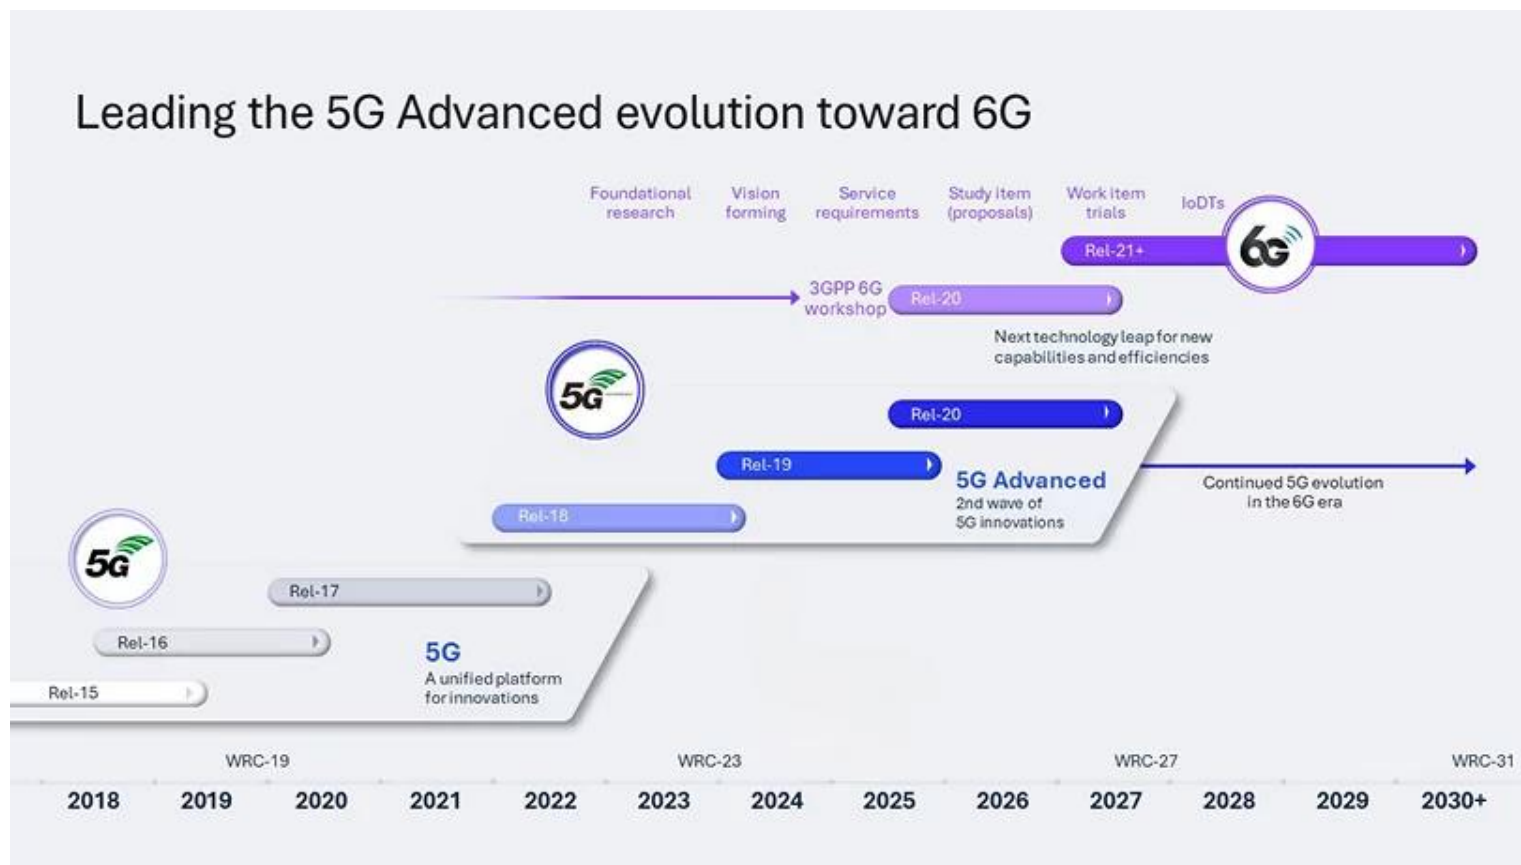 Leading the 5G Advanced evolution toward 6G
Foundational
research
Vision
forming
Service
requirements
Study item
(proposals)
Work item
trials
IoDTs
Rel-21+
6G
3GPP 6G
workshop
Rel-20
Next technology leap for new
capabilities and efficiencies
5G
Rel-20
Rel-19
5G Advanced
2nd wave of
5G innovations
Continued 5G evolution
in the 6G era
Rel-18
5G
Rel-17
Rel-16
5G
A unified platform
for innovations
Rel-15
WRC-19
WRC-23
WRC-27
WRC-31
2018
2019
2020
2021
2022
2023
2024
2025
2026
2027
2028
2029
2030+